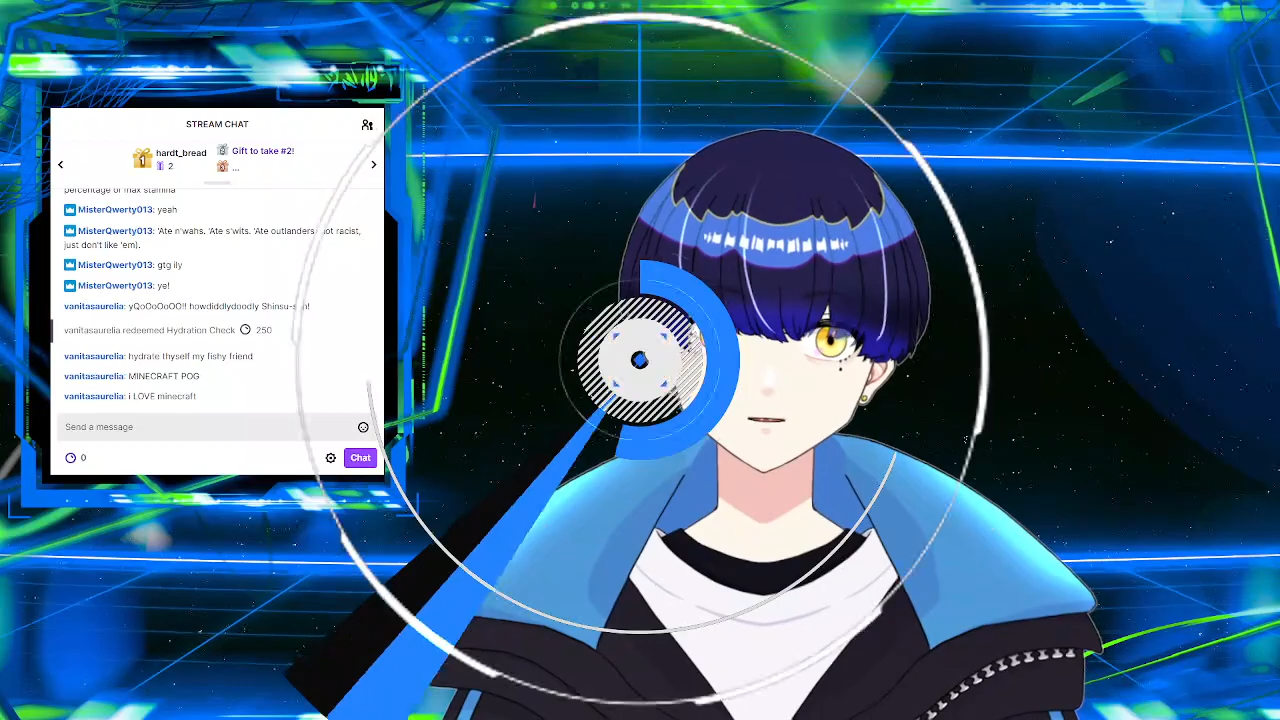 STREAM CHAT
hardt_bread
2
Gift to take #2!
...
percentage of max stamina
MisterQwerty013: yeah
MisterQwerty013: 'Ate n'wahs. 'Ate s'wits. 'Ate outlanders not racist,
just don't like 'em).
MisterQwerty013: gtg ily
MisterQwerty013: ye!
vanitasaurelia: yQoOoOoOO!! howdiddlydoodly Shinsu-san!
vanitasaurelia redeemed Hydration Check 250
vanitasaurelia: hydrate thyself my fishy friend
vanitasaurelia: MINECRAFT POG
vanitasaurelia: i LOVE minecraft
Send a message
0
Chat